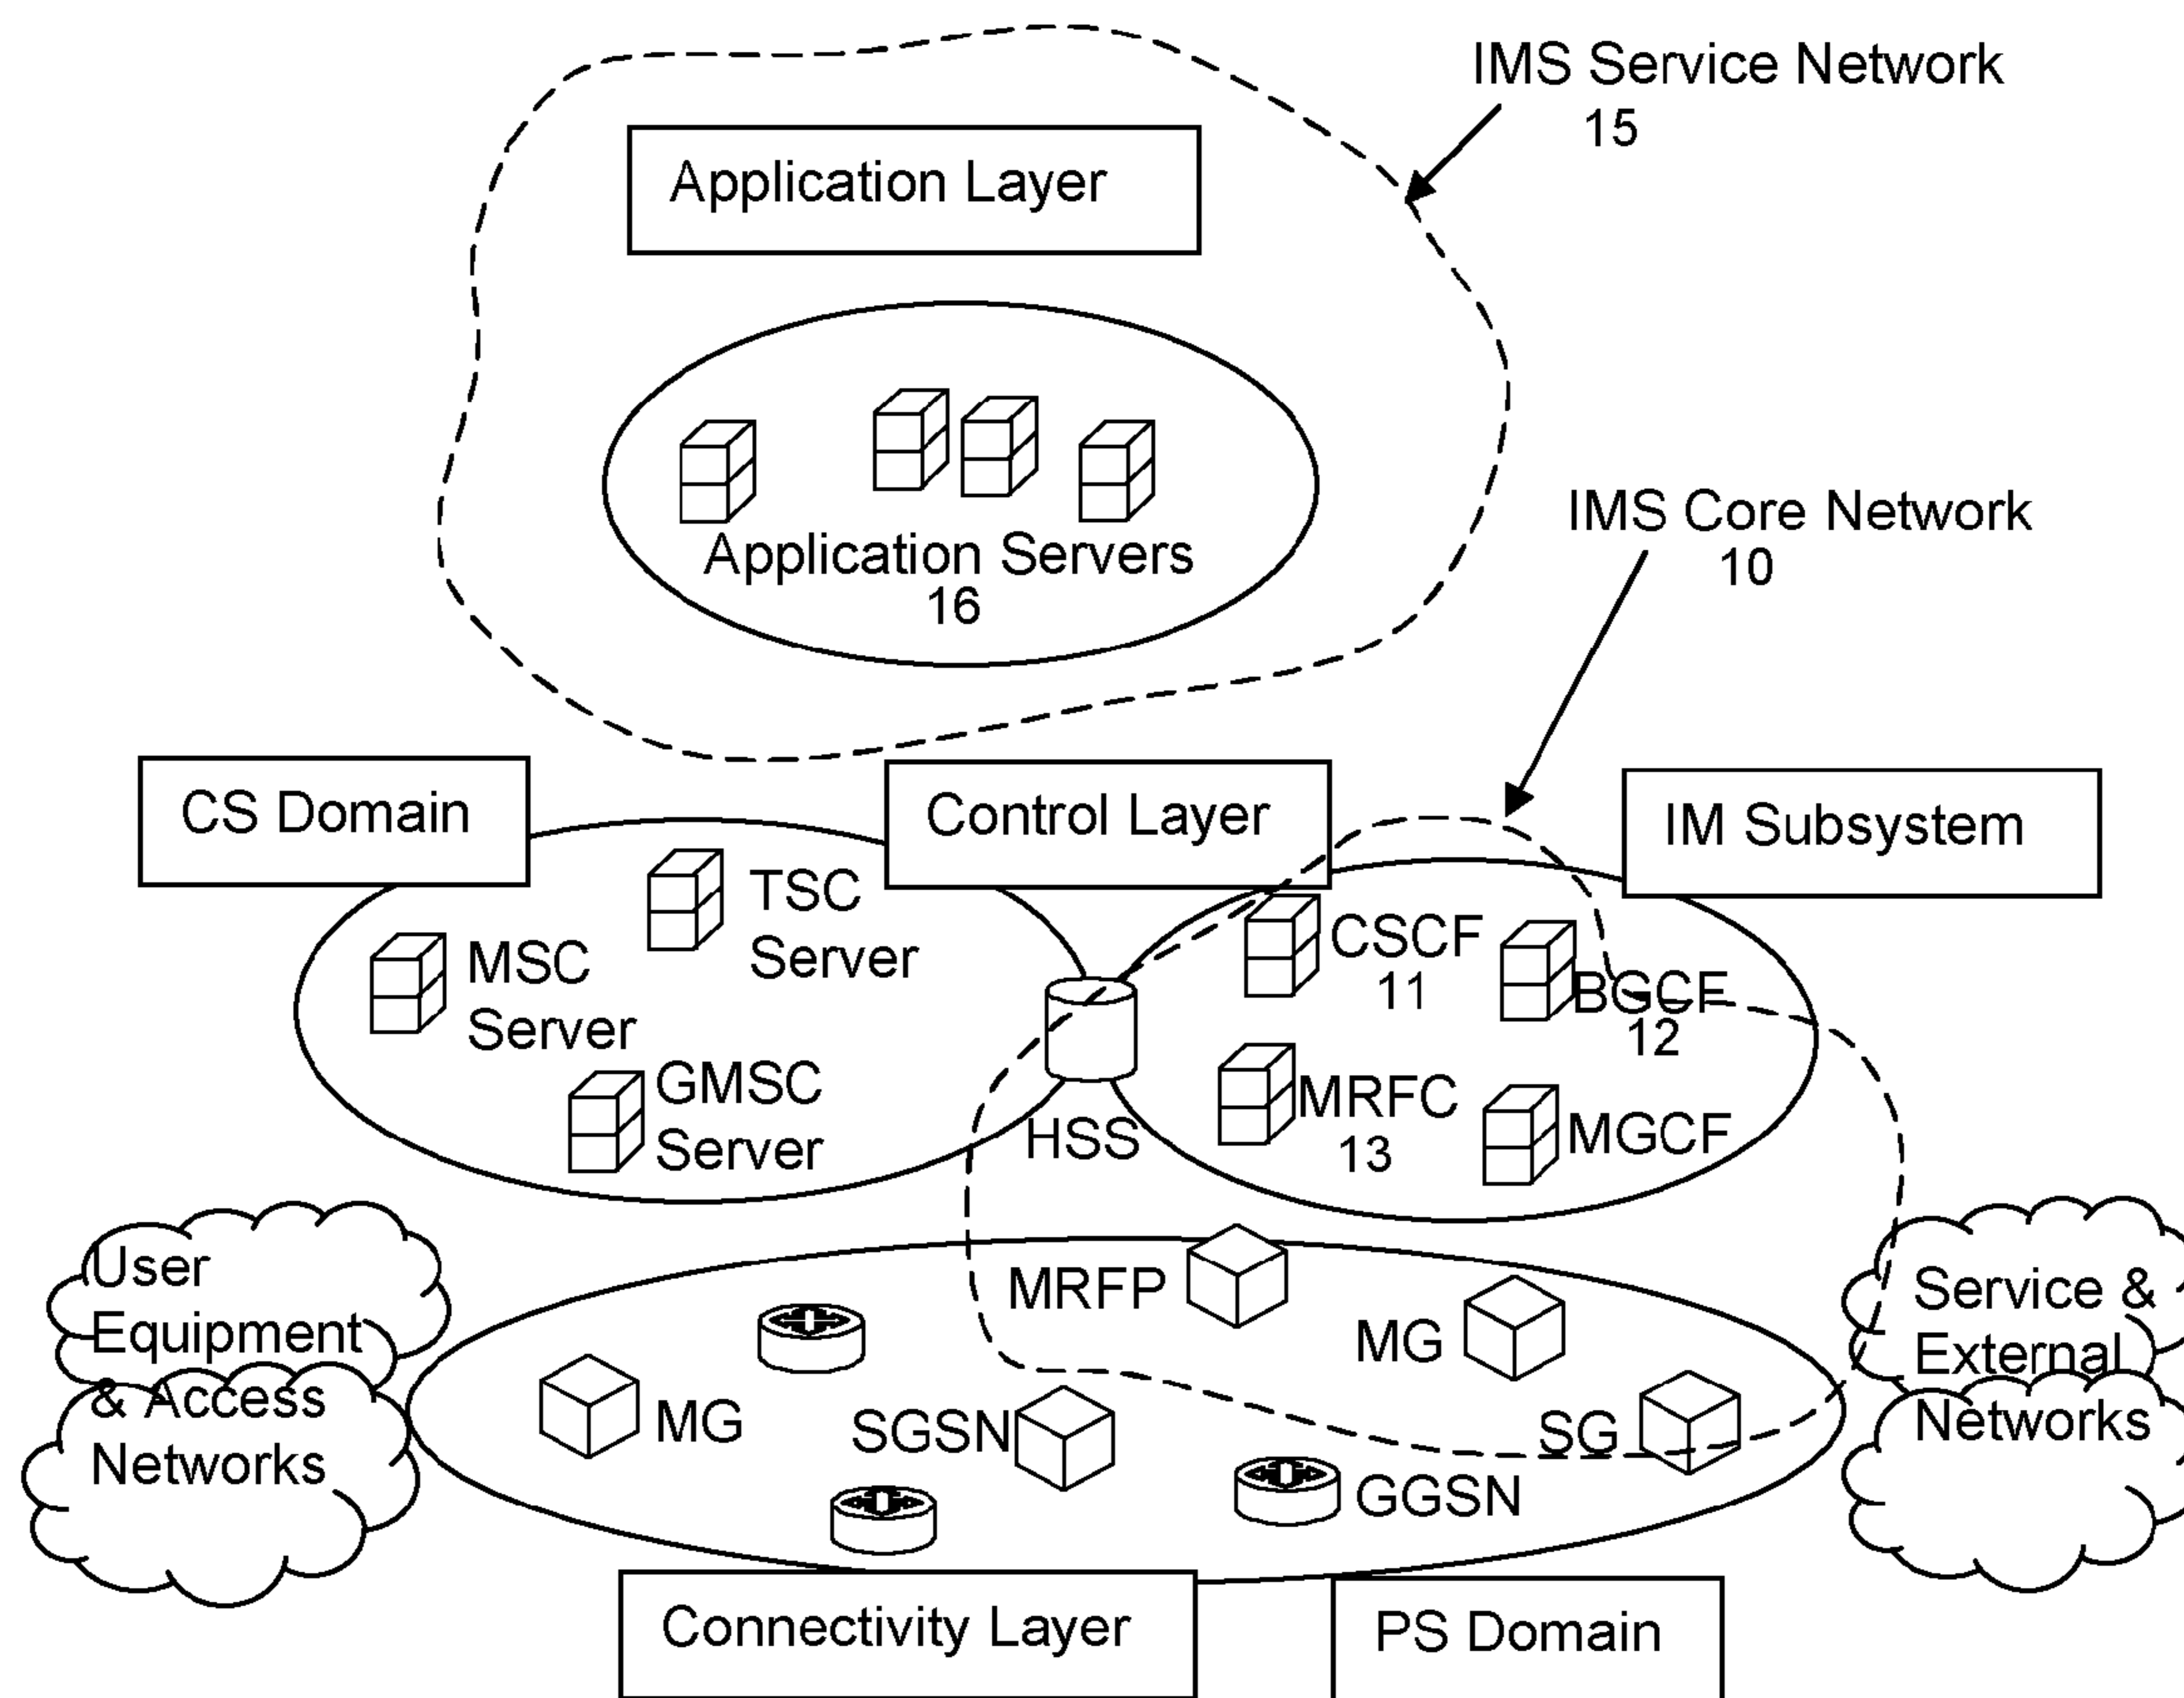 IMS Service Network
15
Application Layer
Application Servers
16
IMS Core Network
10
CS Domain
Control Layer
IM Subsystem
TSC
Server
MSC
Server
GMSC
Server
HSS
CSCF
11
BGCF
12
MRFC
13
MGCF
User
Equipment
& Access
Networks
MRFP
MG
MG
SGSN
SG
GGSN
Service &
External
Networks
Connectivity Layer
PS Domain